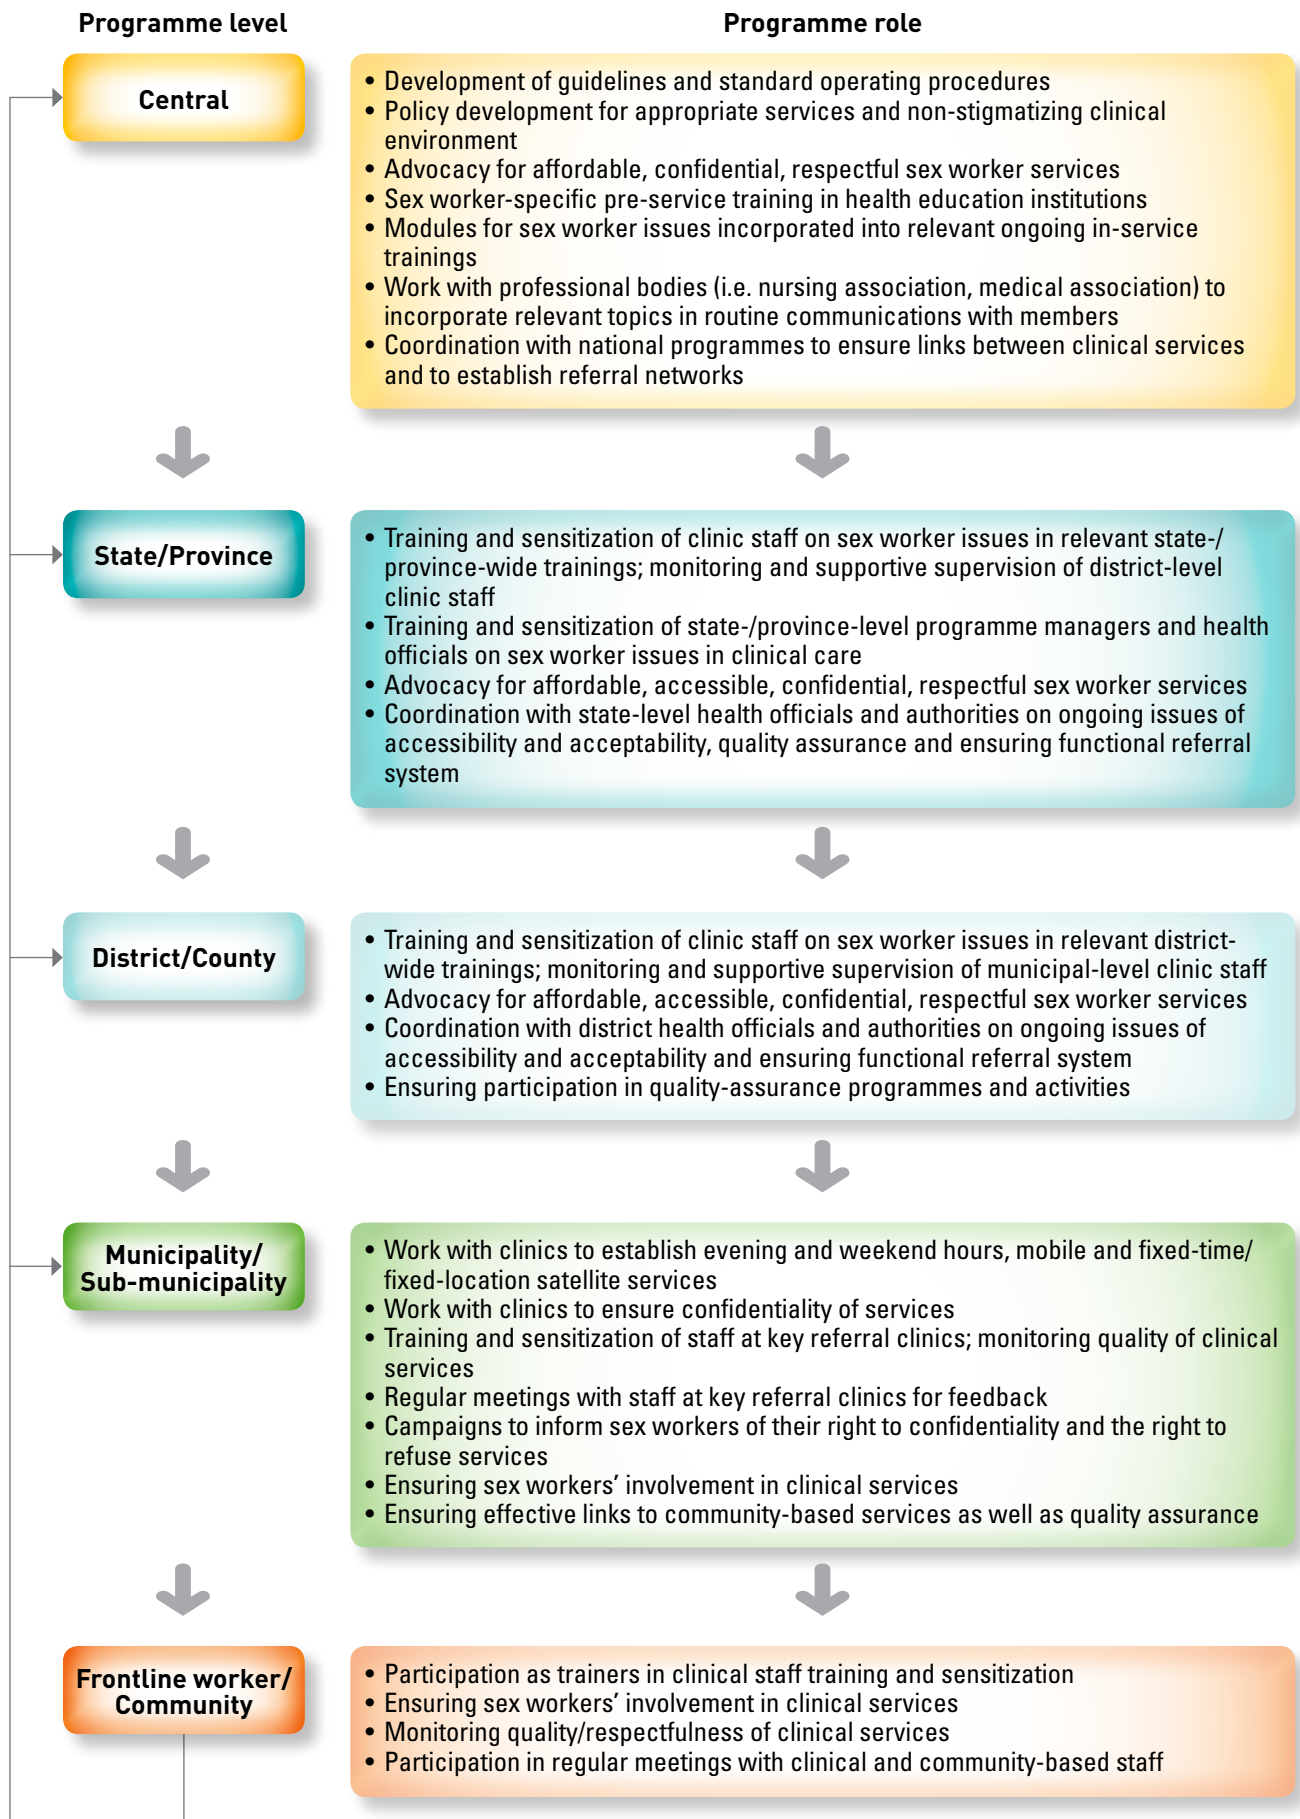 Programme level
Programme role
Central
• Development of guidelines and standard operating procedures
• Policy development for appropriate services and non-stigmatizing clinical
environment
• Advocacy for affordable, confidential, respectful sex worker services
• Sex worker-specific pre-service training in health education institutions
• Modules for sex worker issues incorporated into relevant ongoing in-service
trainings
• Work with professional bodies (i.e. nursing association, medical association) to
incorporate relevant topics in routine communications with members
• Coordination with national programmes to ensure links between clinical services
and to establish referral networks
State/Province
• Training and sensitization of clinic staff on sex worker issues in relevant state-/
province-wide trainings; monitoring and supportive supervision of district-level
clinic staff
• Training and sensitization of state-/province-level programme managers and health
officials on sex worker issues in clinical care
• Advocacy for affordable, accessible, confidential, respectful sex worker services
• Coordination with state-level health officials and authorities on ongoing issues of
accessibility and acceptability, quality assurance and ensuring functional referral
system
District/County
• Training and sensitization of clinic staff on sex worker issues in relevant district-
wide trainings; monitoring and supportive supervision of municipal-level clinic staff
• Advocacy for affordable, accessible, confidential, respectful sex worker services
• Coordination with district health officials and authorities on ongoing issues of
accessibility and acceptability and ensuring functional referral system
• Ensuring participation in quality-assurance programmes and activities
Municipality/
Sub-municipality
• Work with clinics to establish evening and weekend hours, mobile and fixed-time/
fixed-location satellite services
• Work with clinics to ensure confidentiality of services
• Training and sensitization of staff at key referral clinics; monitoring quality of clinical
services
• Regular meetings with staff at key referral clinics for feedback
• Campaigns to inform sex workers of their right to confidentiality and the right to
refuse services
• Ensuring sex workers’ involvement in clinical services
• Ensuring effective links to community-based services as well as quality assurance
Frontline worker/
Community
• Participation as trainers in clinical staff training and sensitization
• Ensuring sex workers’ involvement in clinical services
• Monitoring quality/respectfulness of clinical services
• Participation in regular meetings with clinical and community-based staff